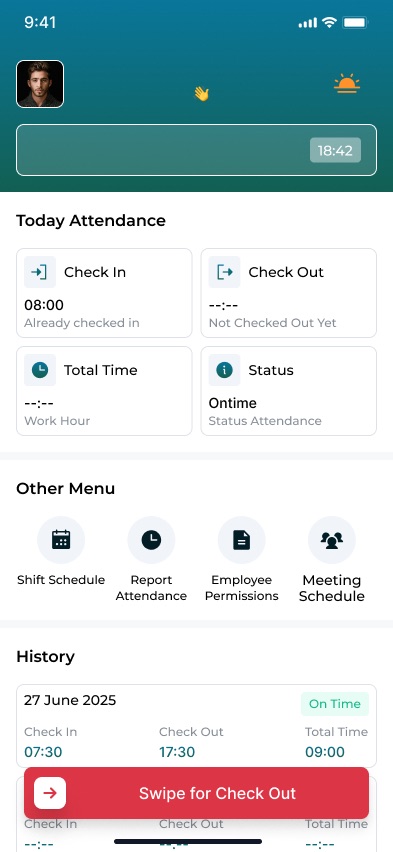 9:41
18:42
Today Attendance
Check In
Check Out
08:00
--:--
Already checked in
Not Checked Out Yet
Total Time
Status
--:--
Ontime
Work Hour
Status Attendance
Other Menu
Shift Schedule
Report
Attendance
Employee
Permissions
Meeting
Schedule
History
27 June 2025
On Time
Check In
Check Out
Total Time
07:30
17:30
09:00
Swipe for Check Out
Check In
Check Out
Total Time
--:--
--:--
--:--